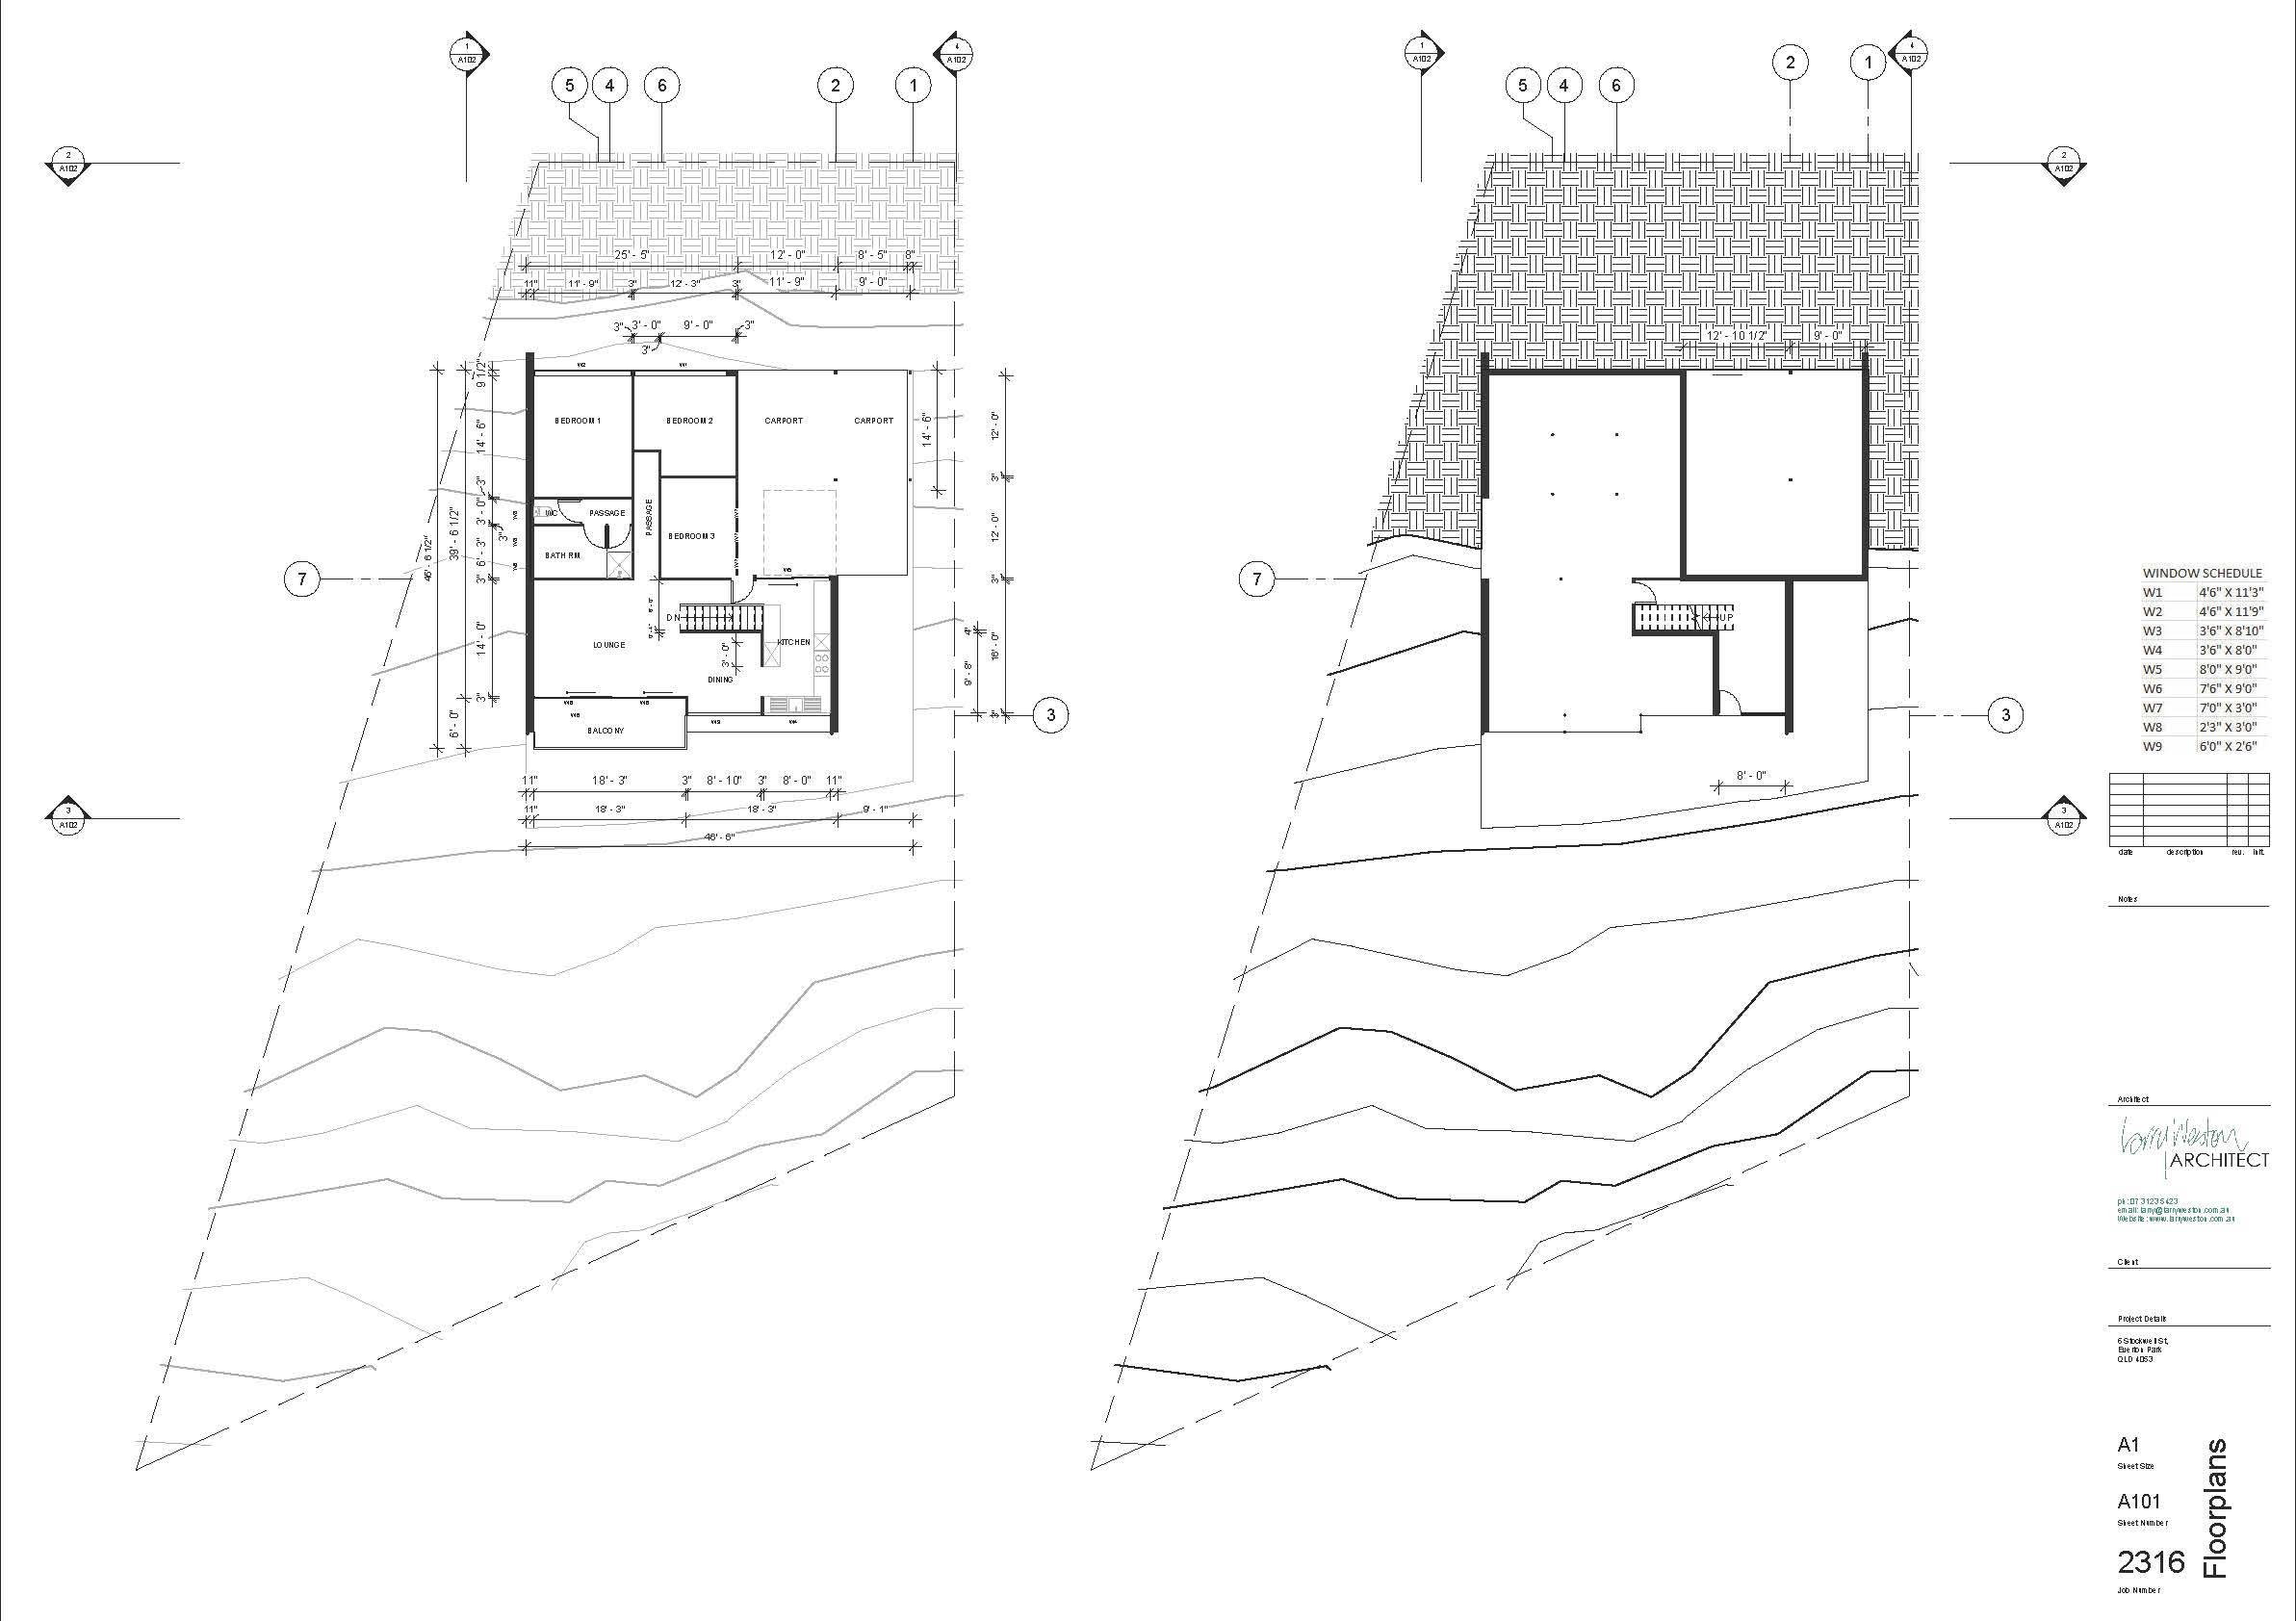 1
A102
4
A102
1
A102
4
A102
5
4
6
2
1
5
4
6
2
1
2
A102
2
A102
25' - 5"
12' - 0"
8' - 5"
8"
11"
11' - 9"
3"
12' - 3"
3"
11' - 9"
9' - 0"
3"
3' - 0"
9' - 0"
3"
3"
12' - 10 1/2"
9' - 0"
W2
W1
BEDROOM 1
BEDROOM 2
CARPORT
CARPORT
9 1/2"
14' - 6"
3"
3' - 0"
3"
6' - 3"
3"
14' - 0"
3"
39' - 6 1/2"
6' - 0"
46' - 6 1/2"
14' - 6"
12' - 0"
3"
12' - 0"
3"
16' - 0"
3"
4"
9' - 8"
WC
PASSAGE
PASSAGE
BEDROOM 3
BATH RM
7
7
DN
UP
LOUNGE
KITCHEN
3' - 0"
DINING
BALCONY
W3
W4
3
3
WINDOW SCHEDULE
W1 4'6" X 11'3"
W2 4'6" X 11'9"
W3 3'6" X 8'10"
W4 3'6" X 8'0"
W5 8'0" X 9'0"
W6 7'6" X 9'0"
W7 7'0" X 3'0"
W8 2'3" X 3'0"
W9 6'0" X 2'6"
11"
18' - 3"
3"
8' - 10"
3"
8' - 0"
11"
11"
18' - 3"
18' - 3"
9' - 1"
46' - 6"
8' - 0"
3
A102
3
A102
date description rev. init.
Notes
Architect
Larry Weston
ARCHITECT
ph: 07 31235423
email: larry@larryweston.com.au
Website: www.larryweston.com.au
Client
Project Details
6 Stockwell St,
Everton Park
QLD 4053
A1
Sheet Size
A101
Sheet Number
2316
Job Number
Floorplans